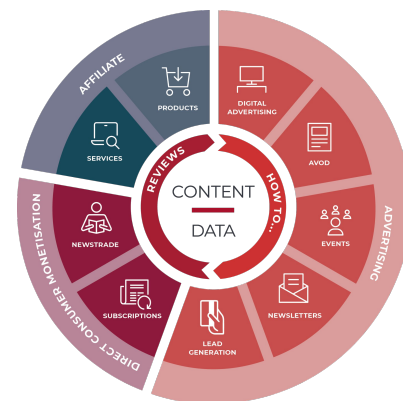 AFFILIATE
PRODUCTS
SERVICES
DIGITAL
ADVERTISING
AVOD
EVENTS
NEWSLETTERS
LEAD
GENERATION
ADVERTISING
NEWSTRADE
SUBSCRIPTIONS
DIRECT CONSUMER MONETISATION
REVIEWS
HOW TO...
CONTENT
DATA